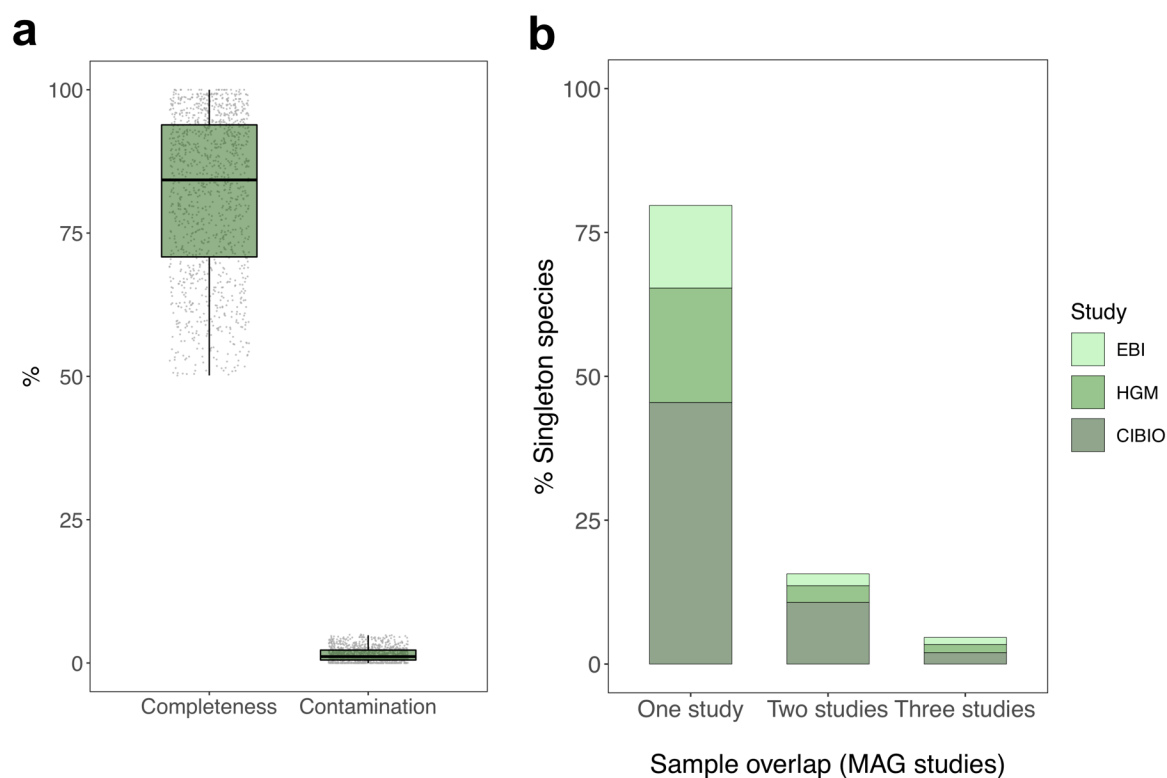 a
100
75
50
25
0
%
Completeness Contamination
b
100
75
50
25
0
% Singleton species
One study Two studies Three studies
Sample overlap (MAG studies)
Study
EBI
HGM
CIBIO